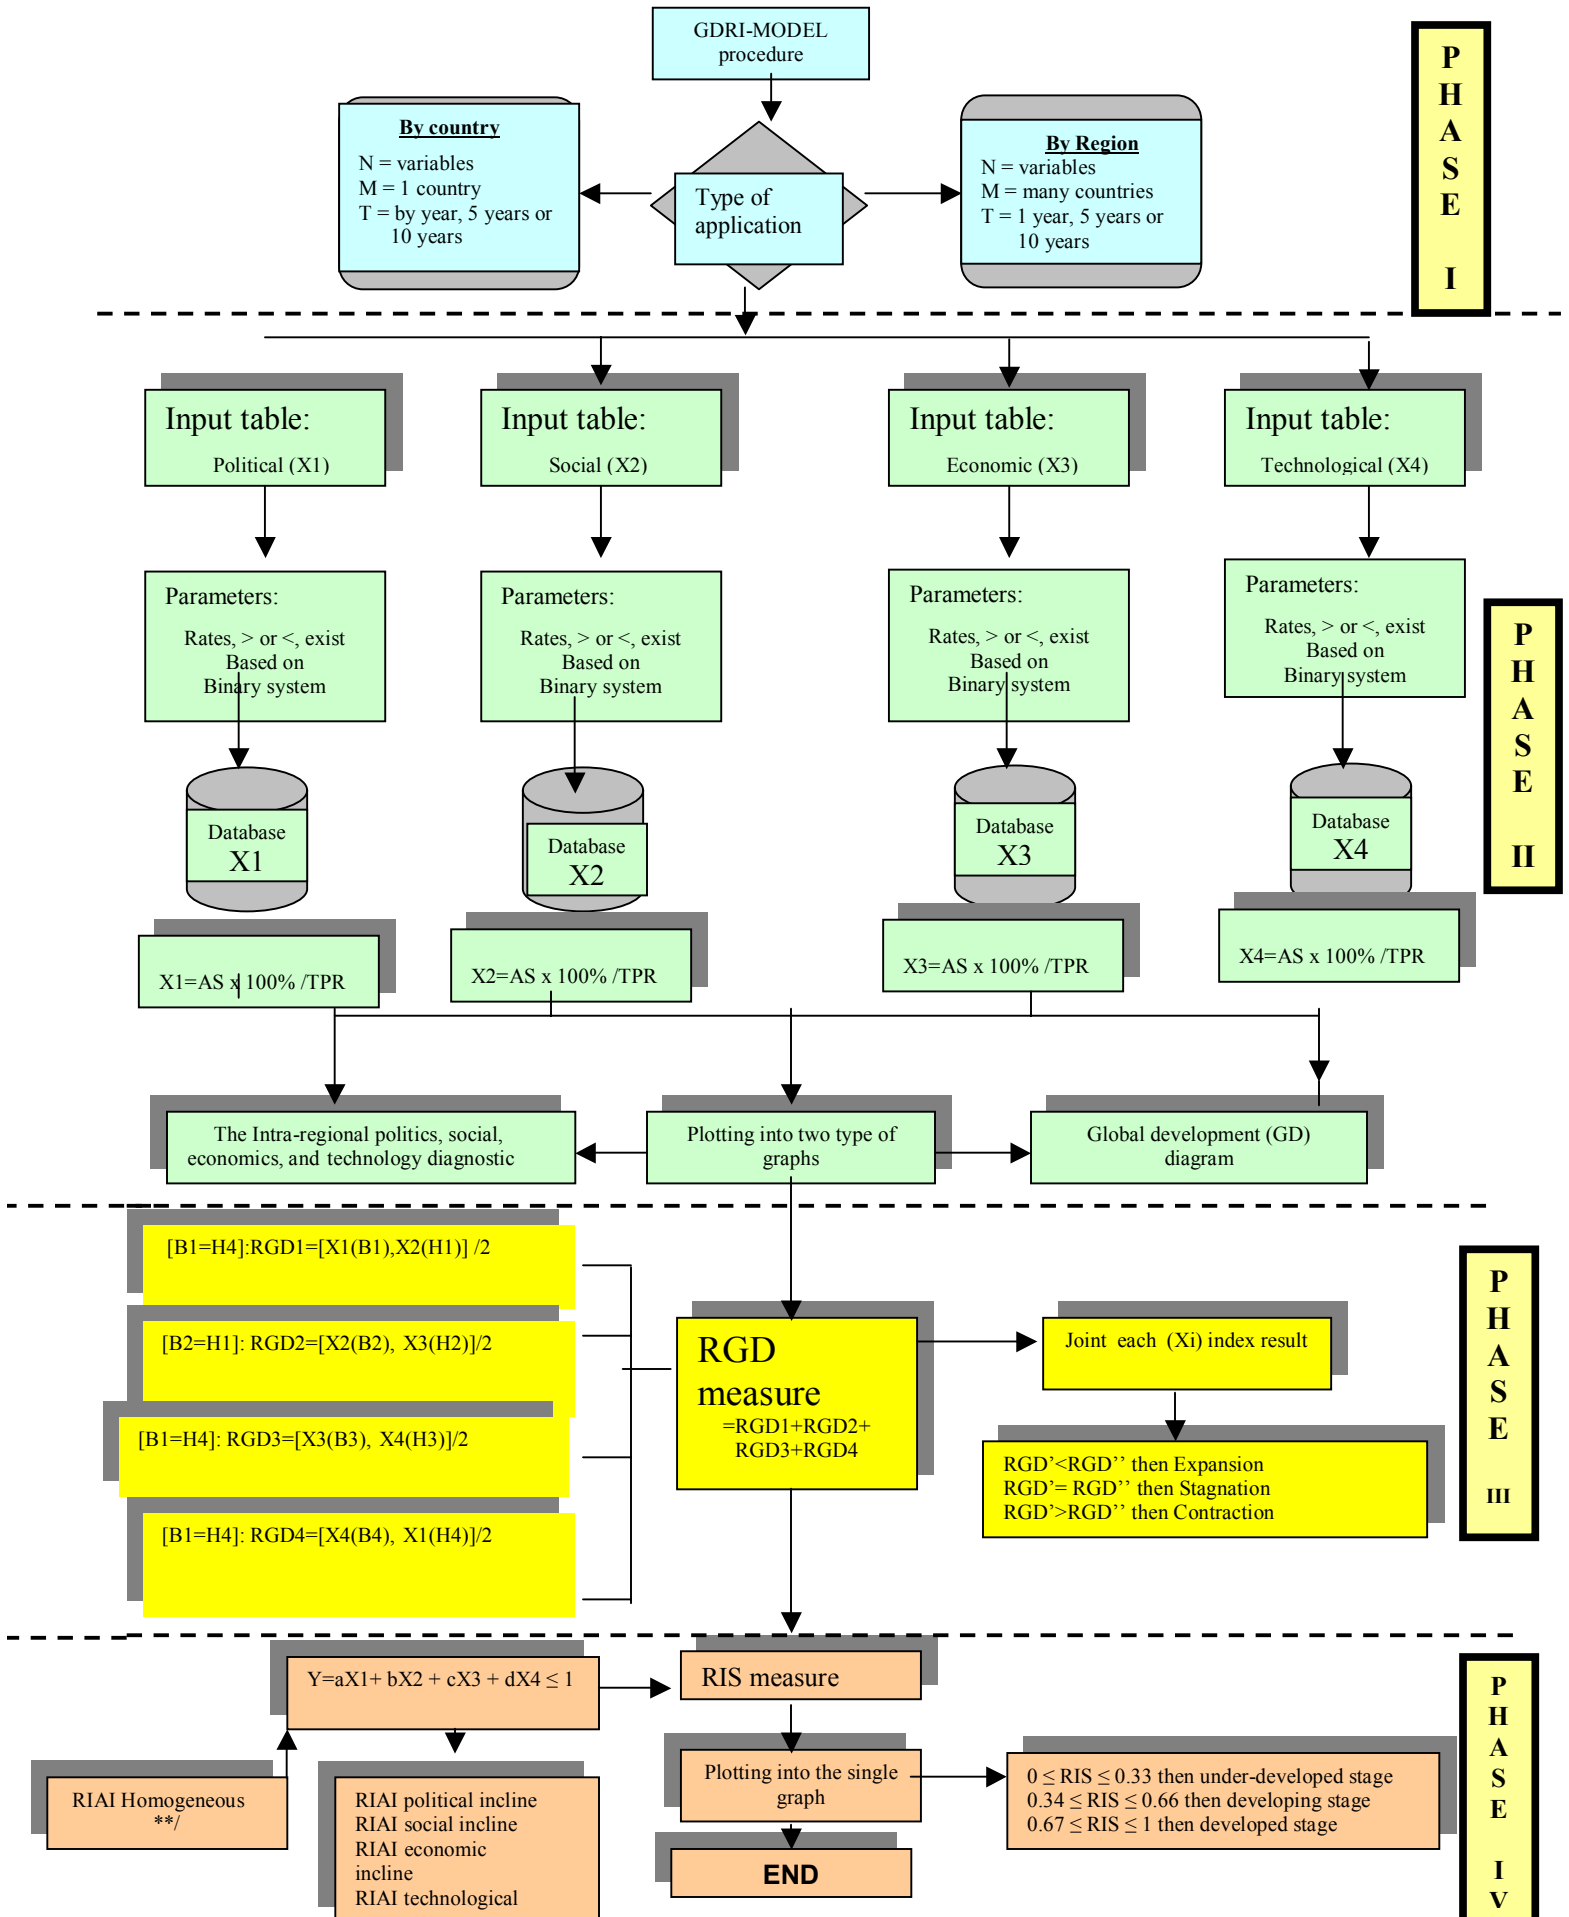 GDRI-MODEL
procedure
P
H
A
S
E
I
By country
N = variables
M = 1 country
T = by year, 5 years or
10 years
Type of
application
By Region
N = variables
M = many countries
T = 1 year, 5 years or
10 years
Input table:
Political (X1)
Input table:
Social (X2)
Input table:
Economic (X3)
Input table:
Technological (X4)
Parameters:
Rates, > or <, exist
Based on
Binary system
Parameters:
Rates, > or <, exist
Based on
Binary system
Parameters:
Rates, > or <, exist
Based on
Binary system
Parameters:
Rates, > or <, exist
Based on
Binary system
P
H
A
S
E
II
Database
X1
Database
X2
Database
X3
Database
X4
X1=AS x 100% /TPR
X2=AS x 100% /TPR
X3=AS x 100% /TPR
X4=AS x 100% /TPR
The Intra-regional politics, social,
economics, and technology diagnostic
Plotting into two type of
graphs
Global development (GD)
diagram
[B1=H4]:RGD1=[X1(B1),X2(H1)] /2
[B2=H1]: RGD2=[X2(B2), X3(H2)]/2
[B1=H4]: RGD3=[X3(B3), X4(H3)]/2
[B1=H4]: RGD4=[X4(B4), X1(H4)]/2
RGD
measure
=RGD1+RGD2+
RGD3+RGD4
Joint each (Xi) index result
RGD’<RGD’’ then Expansion
RGD’= RGD’’ then Stagnation
RGD’>RGD’’ then Contraction
P
H
A
S
E
III
Y=aX1+ bX2 + cX3 + dX4 ≤ 1
RIS measure
RIAI Homogeneous
**/
RIAI political incline
RIAI social incline
RIAI economic
incline
RIAI technological
Plotting into the single
graph
0 ≤ RIS ≤ 0.33 then under-developed stage
0.34 ≤ RIS ≤ 0.66 then developing stage
0.67 ≤ RIS ≤ 1 then developed stage
END
P
H
A
S
E
I
V